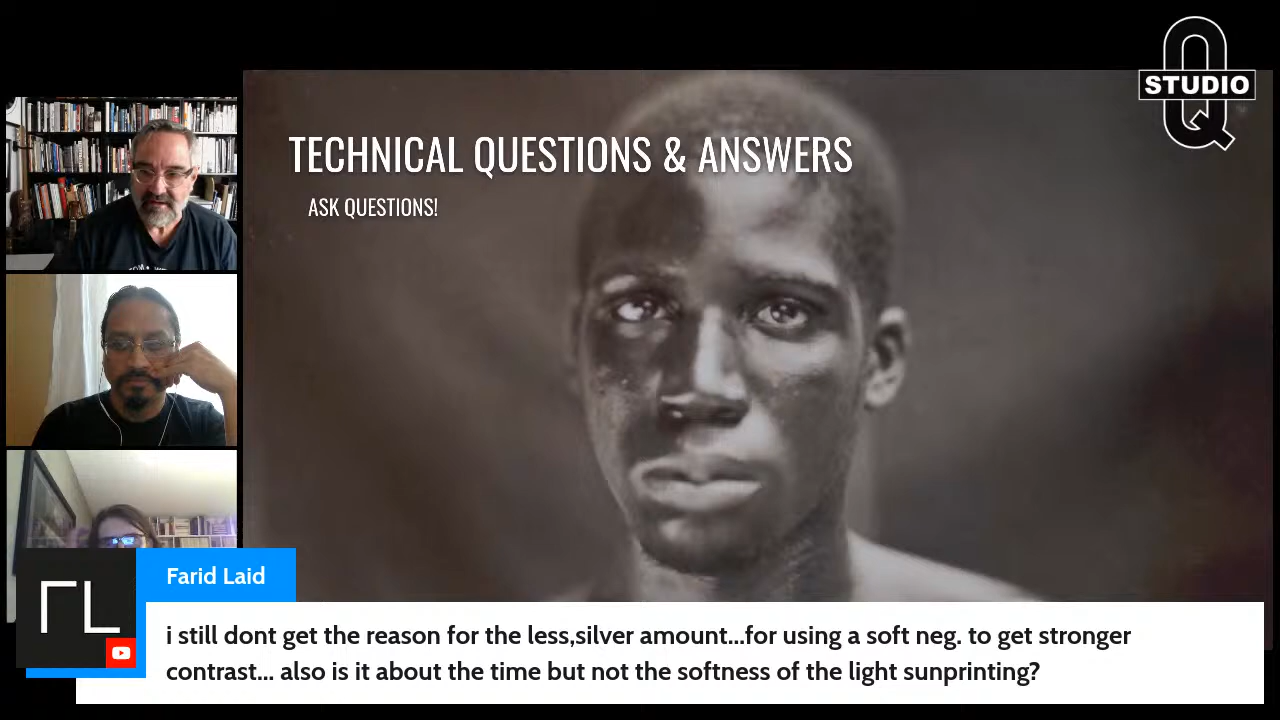 STUDIO
Q
TECHNICAL QUESTIONS & ANSWERS
ASK QUESTIONS!
Farid Laid
i still dont get the reason for the less,silver amount...for using a soft neg. to get stronger
contrast... also is it about the time but not the softness of the light sunprinting?